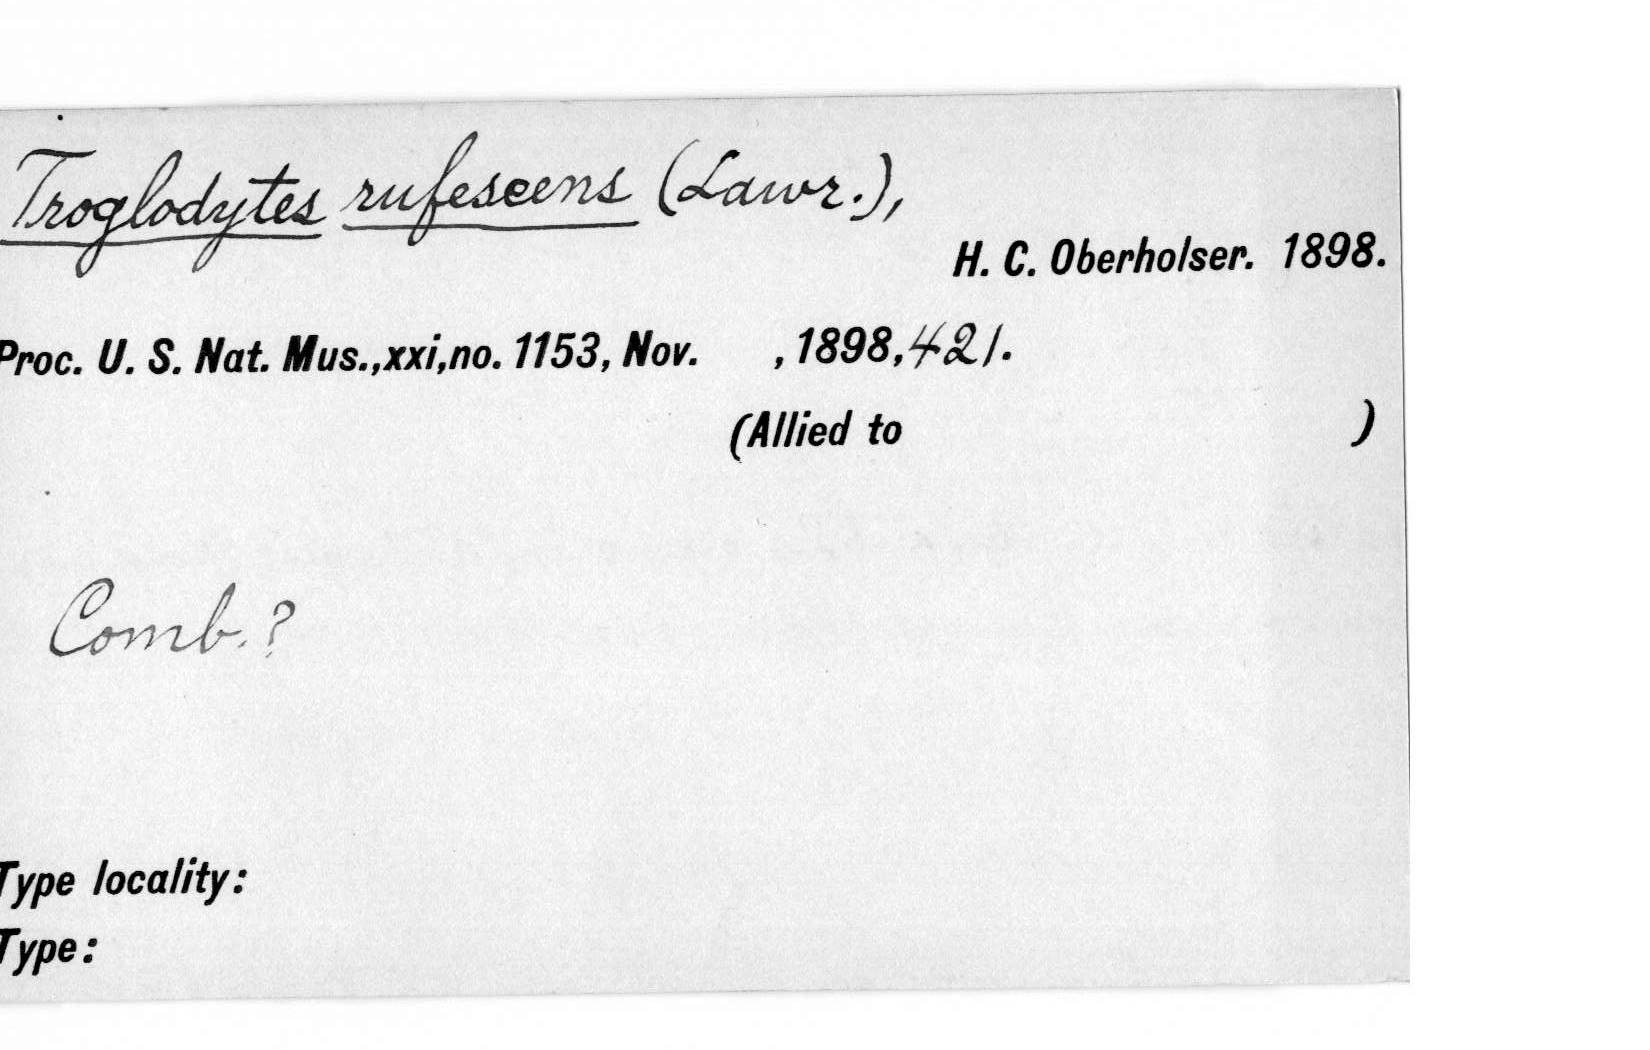 Troglodytes rufescens (Lawr.),
H. C. Oberholser. 1898.
Proc. U. S. Nat. Mus.,xxi,no. 1153, Nov. , 1898, 421.
(Allied to )
Comb.?
Type locality:
Type: